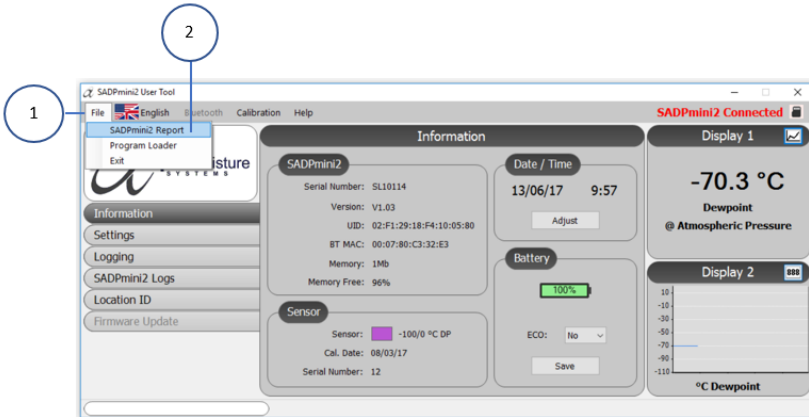 2
1
SADPmini2 User Tool
File English Bluetooth Calibration Help
SADPmini2 Connected
SADPmini2 Report
Program Loader
Exit
isture
SYSTEMS
Information
Settings
Logging
SADPmini2 Logs
Location ID
Firmware Update
Information
SADPmini2
Serial Number: SL10114
Version: V1.03
UID: 02:F1:29:18:F4:10:05:80
BT MAC: 00:07:80:C3:32:E3
Memory: 1Mb
Memory Free: 96%
Sensor
Sensor: -100/0 °C DP
Cal. Date: 08/03/17
Serial Number: 12
Date / Time
13/06/17 9:57
Adjust
Battery
100%
ECO: No
Save
Display 1
-70.3 °C
Dewpoint
@ Atmospheric Pressure
Display 2
888
10
-10
-30
-50
-70
-90
-110
°C Dewpoint